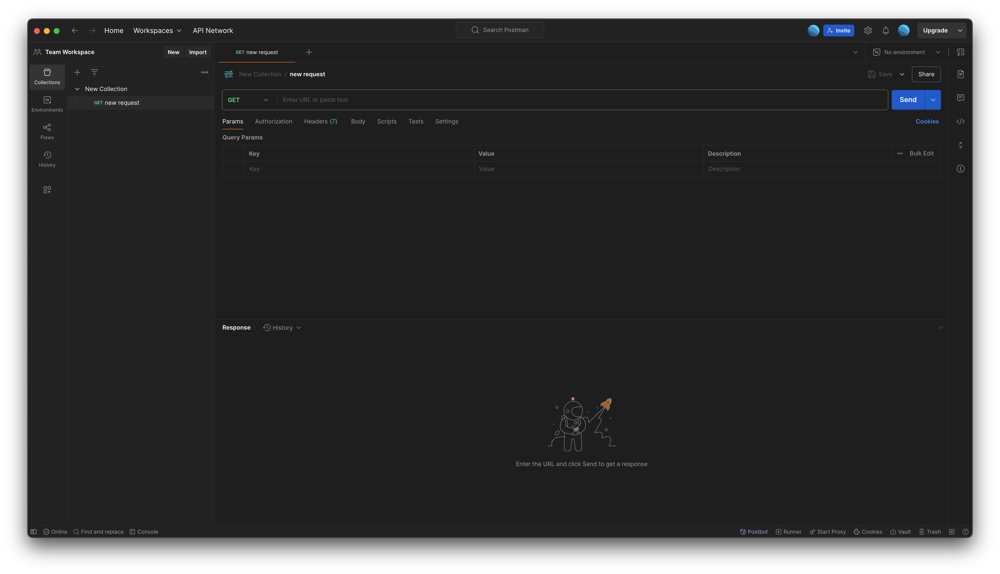 Home Workspaces API Network Search Postman Invite Upgrade
Team Workspace New Import GET new request No environment
Collections
Environments
Flows
History
New Collection
GET new request
HTTP New Collection / new request Save Share
GET Enter URL or paste text Send
Params Authorization Headers (7) Body Scripts Tests Settings Cookies
Query Params
Key Value Description Bulk Edit
Key Value Description
Response History
Enter the URL and click Send to get a response
Online Find and replace Console Postbot Runner Start Proxy Cookies Vault Trash